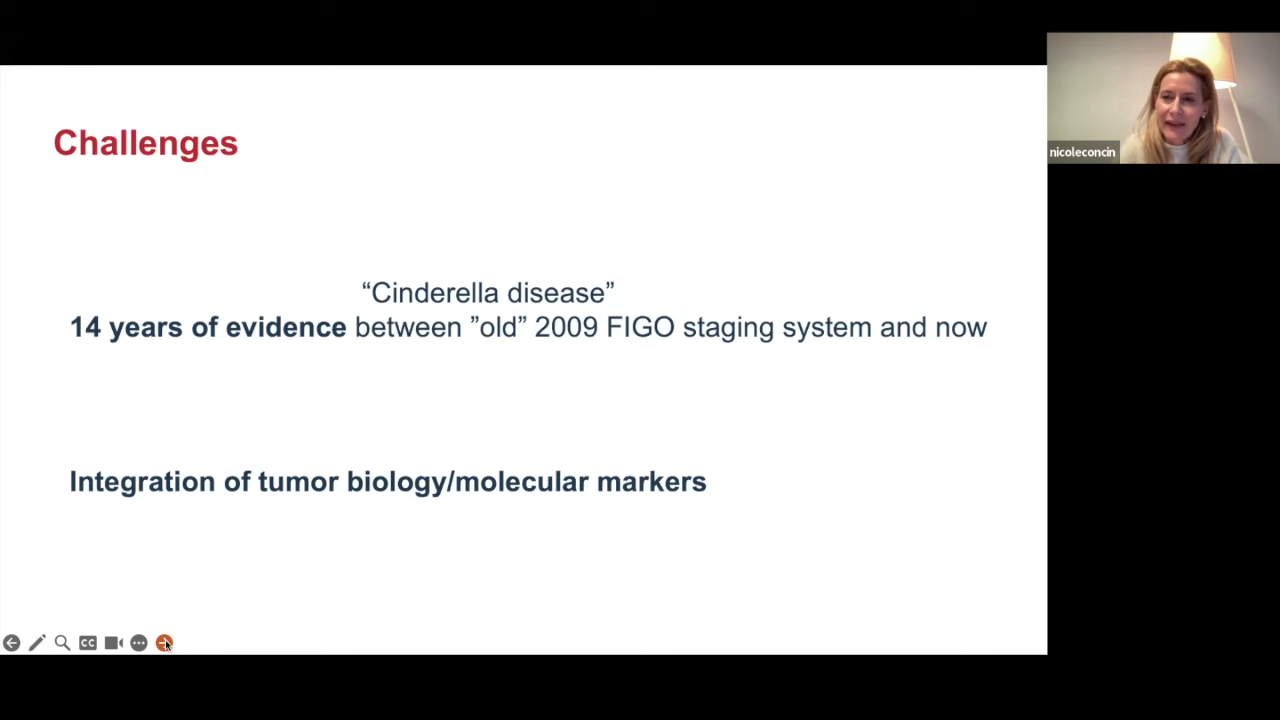 Challenges
nicoleconcin
“Cinderella disease”
14 years of evidence between ”old” 2009 FIGO staging system and now
Integration of tumor biology/molecular markers
CC